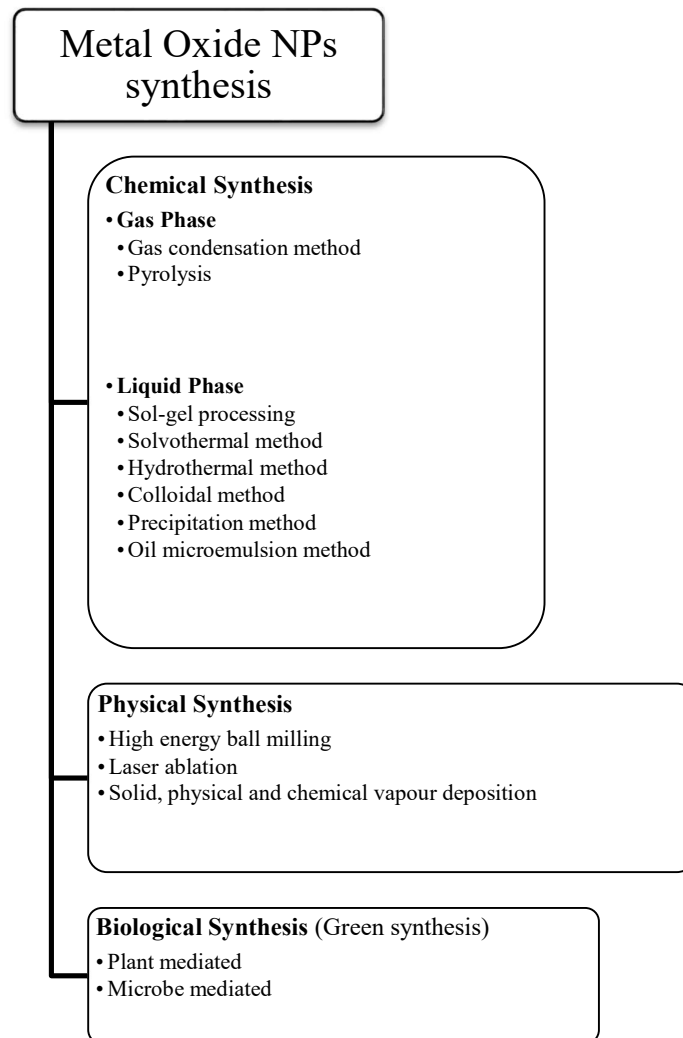 Metal Oxide NPs
synthesis
Chemical Synthesis
• Gas Phase
• Gas condensation method
• Pyrolysis
• Liquid Phase
• Sol-gel processing
• Solvothermal method
• Hydrothermal method
• Colloidal method
• Precipitation method
• Oil microemulsion method
Physical Synthesis
• High energy ball milling
• Laser ablation
• Solid, physical and chemical vapour deposition
Biological Synthesis (Green synthesis)
• Plant mediated
• Microbe mediated